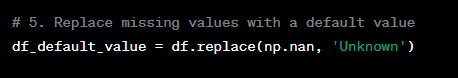 # 5. Replace missing values with a default value
df_default_value = df.replace(np.nan, 'Unknown')